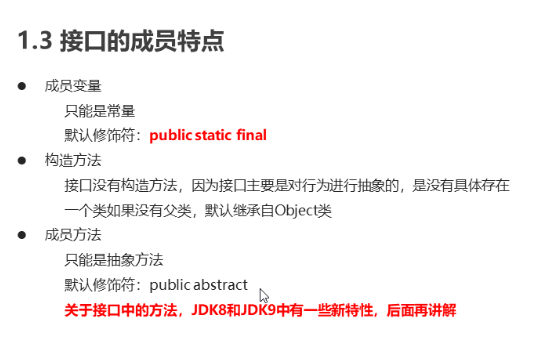 1.3 接口的成员特点
● 成员变量
只能是常量
默认修饰符：public static final
● 构造方法
接口没有构造方法，因为接口主要是对行为进行抽象的，是没有具体存在
一个类如果没有父类，默认继承自Object类
● 成员方法
只能是抽象方法
默认修饰符：public abstract
关于接口中的方法，JDK8和JDK9中有一些新特性，后面再讲解